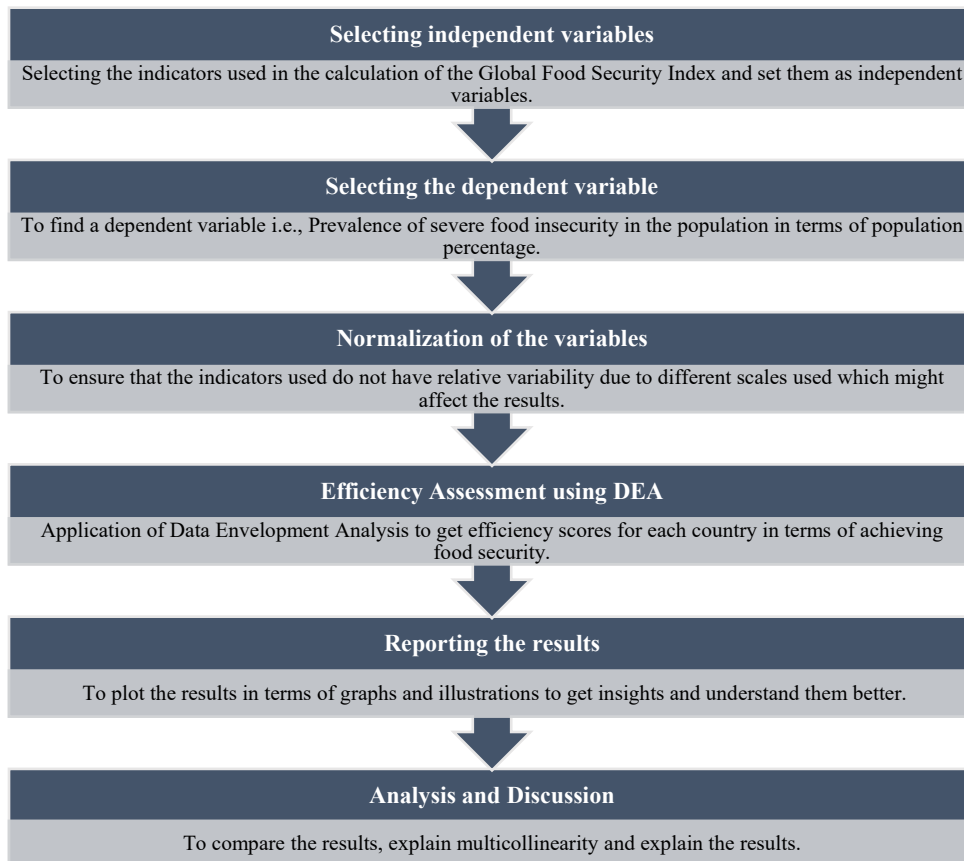 Selecting independent variables
Selecting the indicators used in the calculation of the Global Food Security Index and set them as independent
variables.
Selecting the dependent variable
To find a dependent variable i.e., Prevalence of severe food insecurity in the population in terms of population
percentage.
Normalization of the variables
To ensure that the indicators used do not have relative variability due to different scales used which might
affect the results.
Efficiency Assessment using DEA
Application of Data Envelopment Analysis to get efficiency scores for each country in terms of achieving
food security.
Reporting the results
To plot the results in terms of graphs and illustrations to get insights and understand them better.
Analysis and Discussion
To compare the results, explain multicollinearity and explain the results.